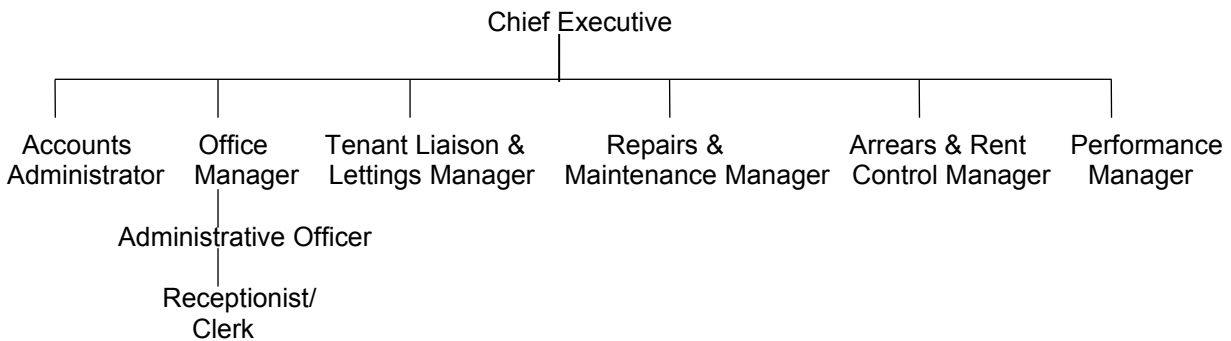 Chief Executive
Accounts Administrator
Office Manager
Tenant Liaison & Lettings Manager
Repairs & Maintenance Manager
Arrears & Rent Control Manager
Performance Manager
Administrative Officer
Receptionist/
Clerk